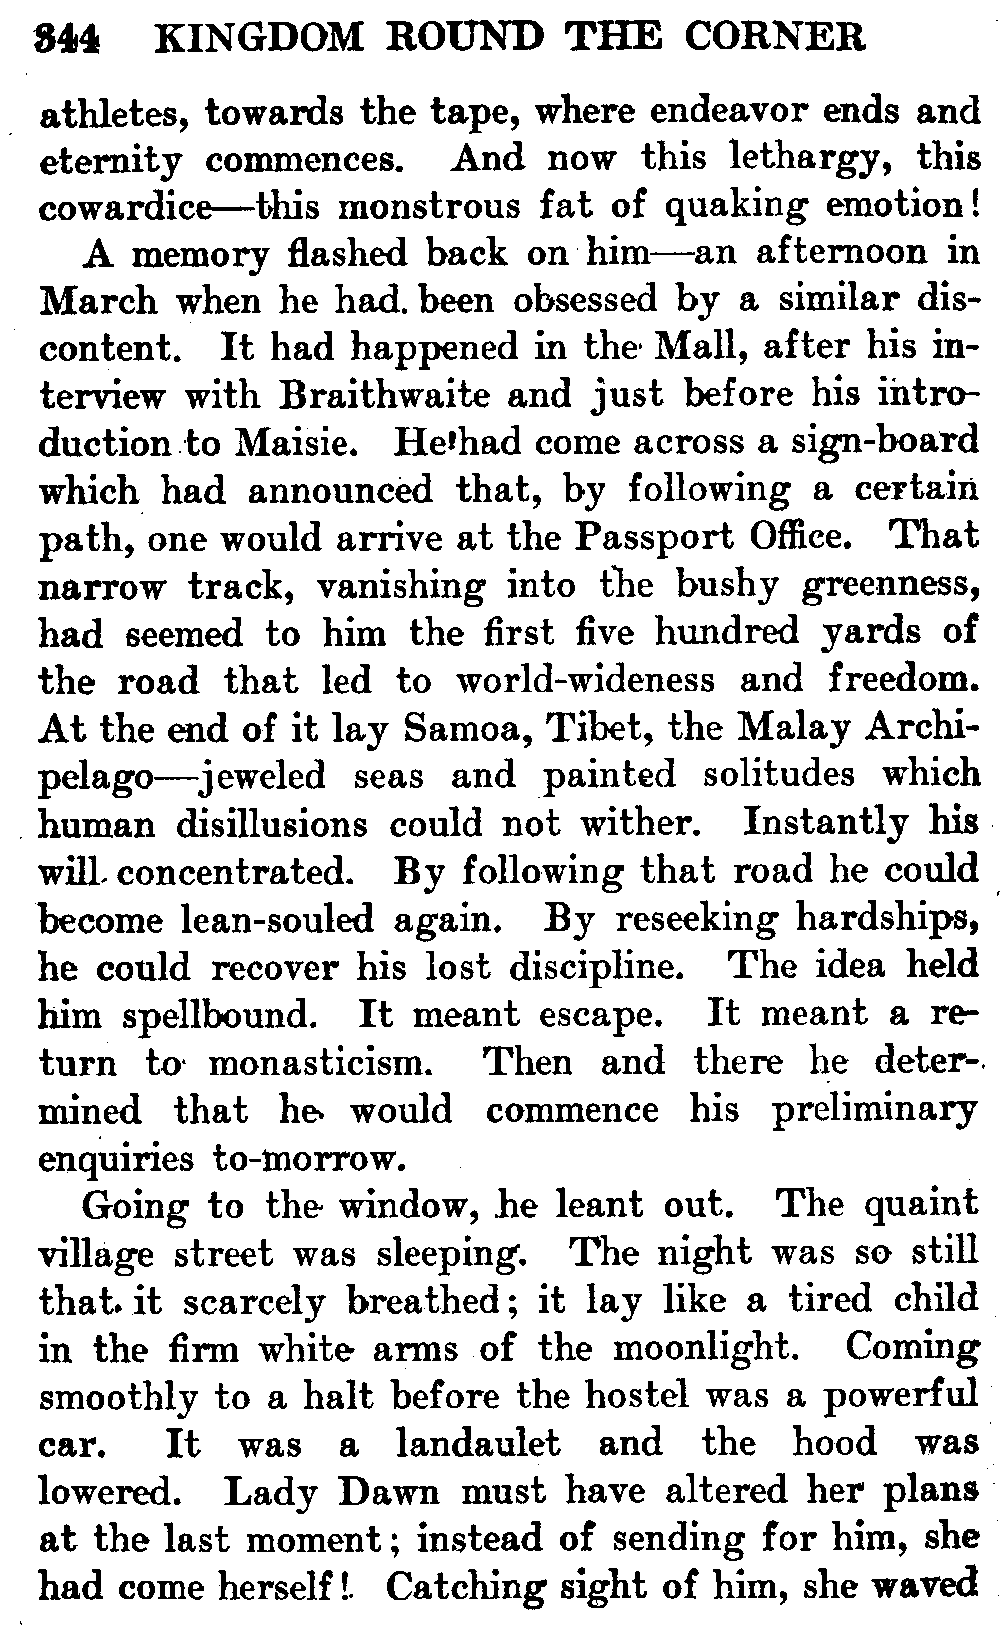 344 KINGDOM ROUND THE CORNER
athletes, towards the tape, where endeavor ends and
eternity commences. And now this lethargy, this
cowardice—this monstrous fat of quaking emotion!
A memory flashed back on him—an afternoon in
March when he had been obsessed by a similar dis-
content. It had happened in the Mall, after his in-
terview with Braithwaite and just before his intro-
duction to Maisie. He had come across a sign-board
which had announced that, by following a certain
path, one would arrive at the Passport Office. That
narrow track, vanishing into the bushy greenness,
had seemed to him the first five hundred yards of
the road that led to world-wideness and freedom.
At the end of it lay Samoa, Tibet, the Malay Archi-
pelago—jeweled seas and painted solitudes which
human disillusions could not wither. Instantly his
will concentrated. By following that road he could
become lean-souled again. By reseeking hardships,
he could recover his lost discipline. The idea held
him spellbound. It meant escape. It meant a re-
turn to monasticism. Then and there he deter-
mined that he would commence his preliminary
enquiries to-morrow.
Going to the window, he leant out. The quaint
village street was sleeping. The night was so still
that it scarcely breathed; it lay like a tired child
in the firm white arms of the moonlight. Coming
smoothly to a halt before the hostel was a powerful
car. It was a landaulet and the hood was
lowered. Lady Dawn must have altered her plans
at the last moment; instead of sending for him, she
had come herself! Catching sight of him, she waved